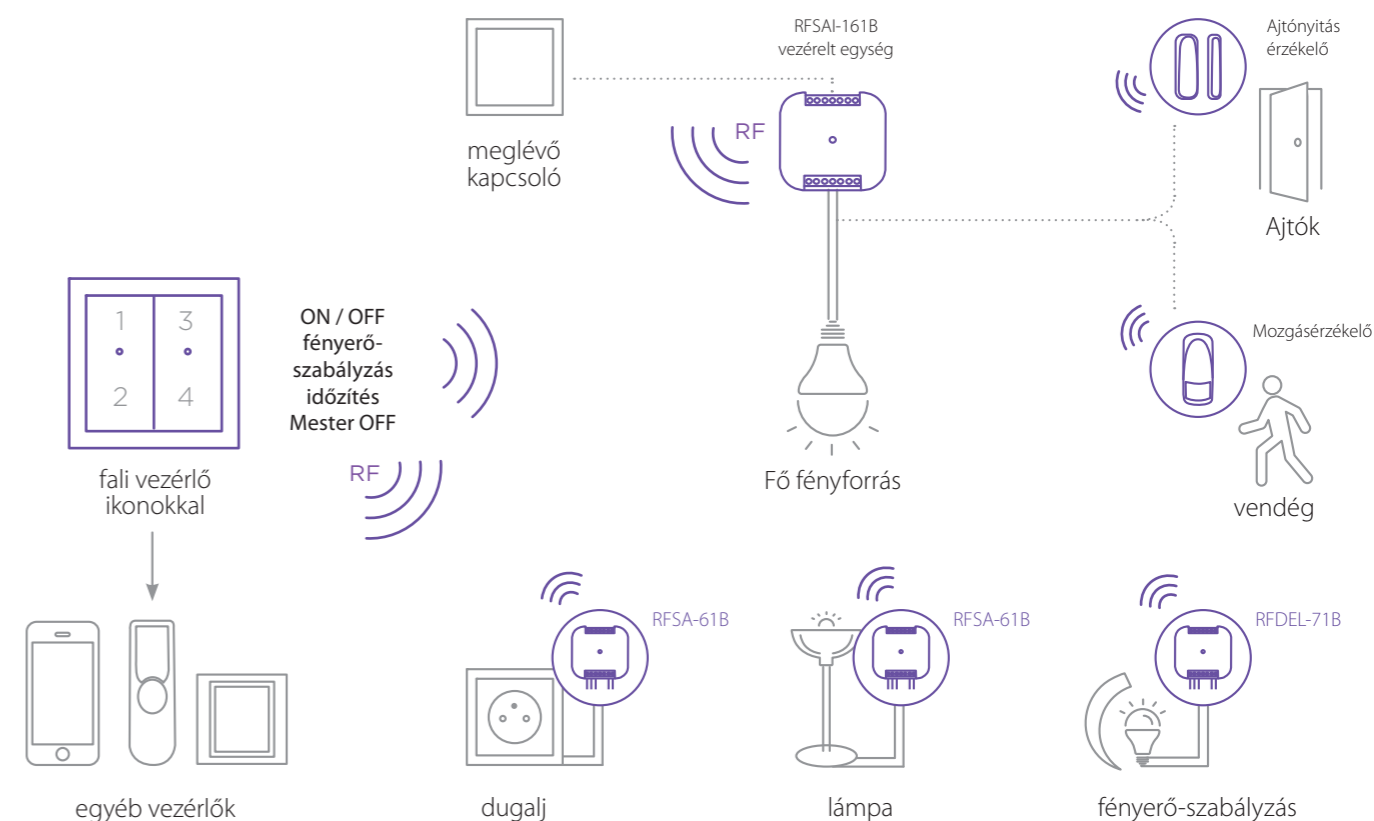 RFSAI-161B
vezérelt egység
Ajtónyitás
érzékelő
RF
meglévő
kapcsoló
Ajtók
1
3
2
4
ON / OFF
fényerő-
szabályzás
időzítés
Mester OFF
Mozgásérzékelő
RF
fali vezérlő
ikonokkal
Fő fényforrás
vendég
RFSA-61B
RFSA-61B
RFDEL-71B
egyéb vezérlők
dugalj
lámpa
fényerő-szabályzás